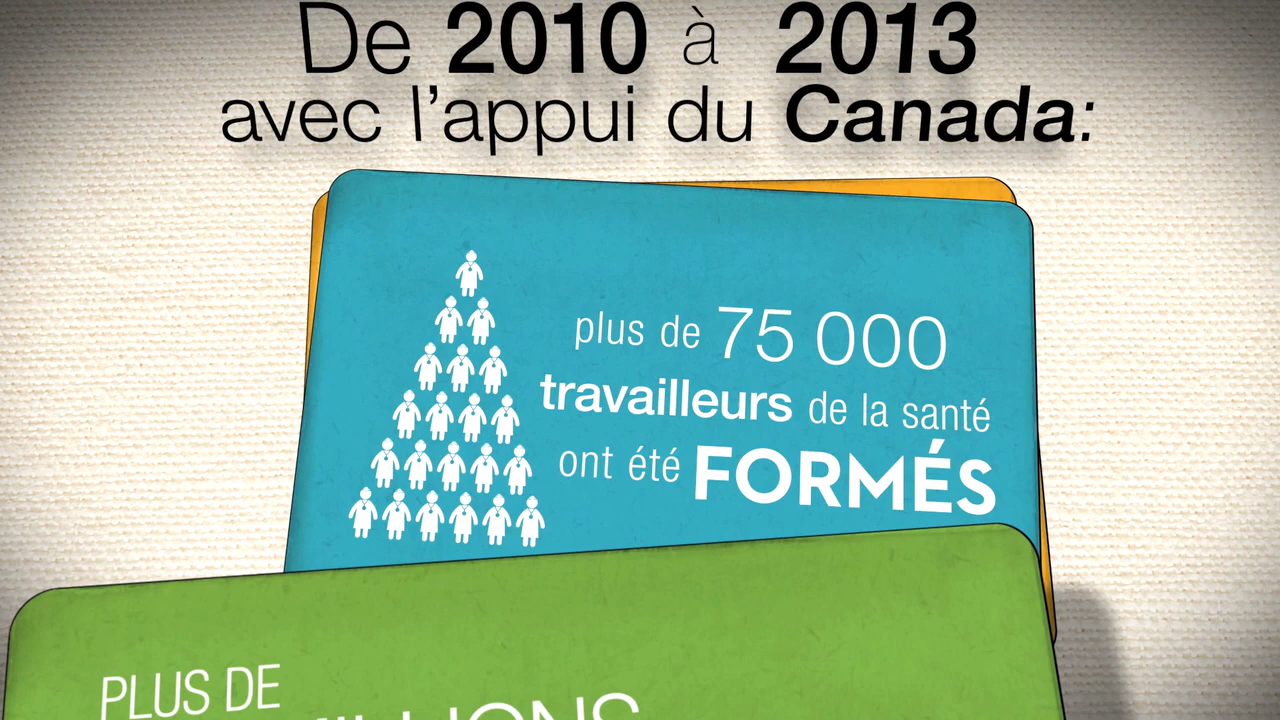 De 2010 à 2013
avec l'appui du Canada:
plus de 75 000
travailleurs de la santé
ont été FORMÉS
PLUS DE